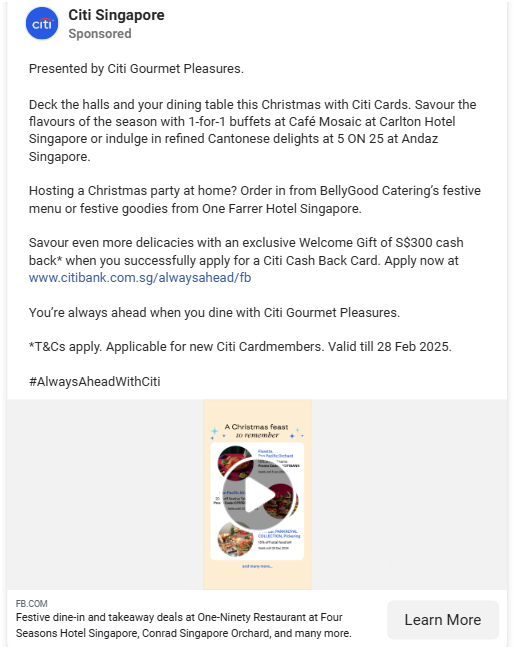 citi
Citi Singapore
Sponsored
Presented by Citi Gourmet Pleasures.
Deck the halls and your dining table this Christmas with Citi Cards. Savour the
flavours of the season with 1-for-1 buffets at Café Mosaic at Carlton Hotel
Singapore or indulge in refined Cantonese delights at 5 ON 25 at Andaz
Singapore.
Hosting a Christmas party at home? Order in from BellyGood Catering’s festive
menu or festive goodies from One Farrer Hotel Singapore.
Savour even more delicacies with an exclusive Welcome Gift of S$300 cash
back* when you successfully apply for a Citi Cash Back Card. Apply now at
www.citibank.com.sg/alwaysahead/fb
You’re always ahead when you dine with Citi Gourmet Pleasures.
*T&Cs apply. Applicable for new Citi Cardmembers. Valid till 28 Feb 2025.
#AlwaysAheadWithCiti
A Christmas feast
to remember
Pacific Orchard
COLLECTION, Pickering
and many more...
FB.COM
Festive dine-in and takeaway deals at One-Ninety Restaurant at Four
Seasons Hotel Singapore, Conrad Singapore Orchard, and many more.
Learn More